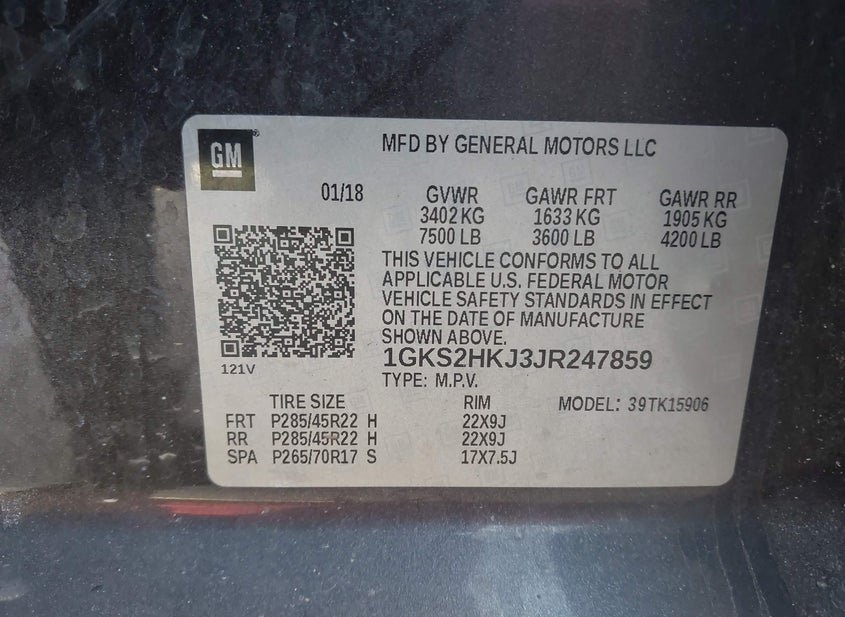 GM
MFD BY GENERAL MOTORS LLC
01/18 GVWR GAWR FRT GAWR RR
3402 KG 1633 KG 1905 KG
7500 LB 3600 LB 4200 LB
THIS VEHICLE CONFORMS TO ALL
APPLICABLE U.S. FEDERAL MOTOR
VEHICLE SAFETY STANDARDS IN EFFECT
ON THE DATE OF MANUFACTURE
SHOWN ABOVE.
1GKS2HKJ3JR247859
121V
TYPE: M.P.V.
TIRE SIZE RIM MODEL: 39TK15906
FRT P285/45R22 H 22X9J
RR P285/45R22 H 22X9J
SPA P265/70R17 S 17X7.5J